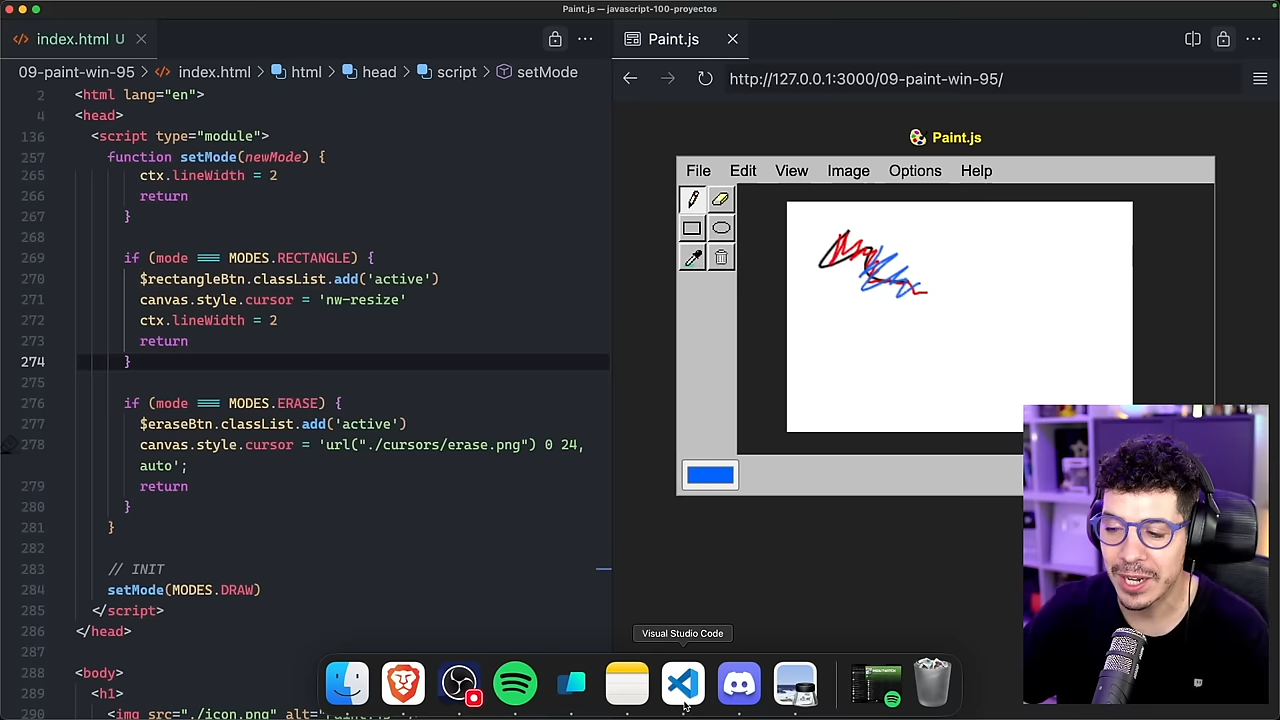 Paint.js — javascript-100-proyectos
index.html U
09-paint-win-95 > index.html > html > head > script > setMode
2 <html lang="en">
4 <head>
136 <script type="module">
257 function setMode(newMode) {
265 ctx.lineWidth = 2
266 return
267 }
268
269 if (mode === MODES.RECTANGLE) {
270 $rectangleBtn.classList.add('active')
271 canvas.style.cursor = 'nw-resize'
272 ctx.lineWidth = 2
273 return
274 }
275
276 if (mode === MODES.ERASE) {
277 $eraseBtn.classList.add('active')
278 canvas.style.cursor = 'url("./cursors/erase.png") 0 24,
auto';
279 return
280 }
281 }
282
283 // INIT
284 setMode(MODES.DRAW)
285 </script>
286 </head>
287
288 <body>
289 <h1>
290 <img src="./icon.png" alt="Paint.js"
Paint.js
http://127.0.0.1:3000/09-paint-win-95/
Paint.js
File Edit View Image Options Help
Visual Studio Code